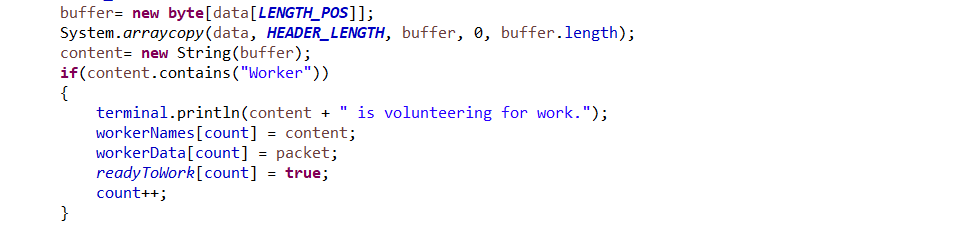 buffer= new byte[data[LENGTH_POS]];
System.arraycopy(data, HEADER_LENGTH, buffer, 0, buffer.length);
content= new String(buffer);
if(content.contains("Worker"))
{
    terminal.println(content + " is volunteering for work.");
    workerNames[count] = content;
    workerData[count] = packet;
    readyToWork[count] = true;
    count++;
}